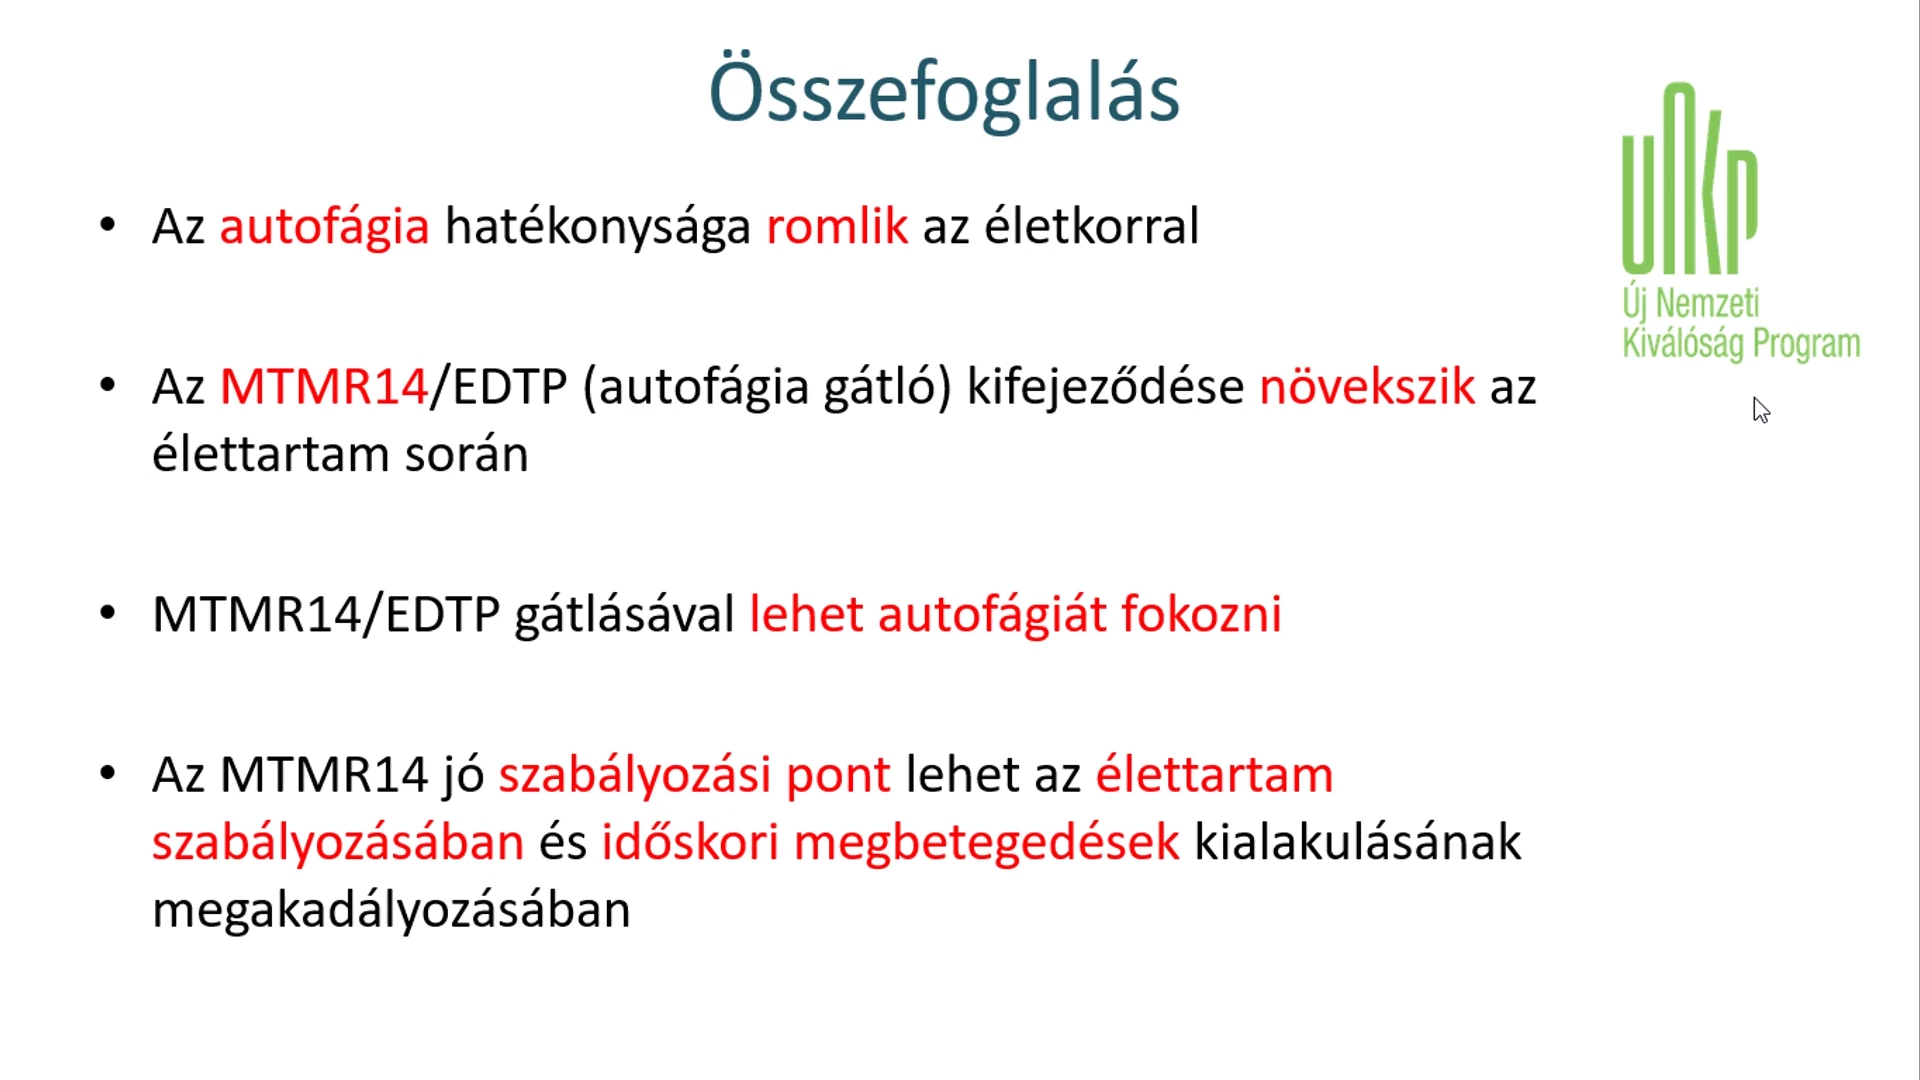 Összefoglalás
ÚNKP
Új Nemzeti
Kiválóság Program
• Az autofágia hatékonysága romlik az életkorral
• Az MTMR14/EDTP (autofágia gátló) kifejeződése növekszik az
élettartam során
• MTMR14/EDTP gátlásával lehet autofágiát fokozni
• Az MTMR14 jó szabályozási pont lehet az élettartam
szabályozásában és időskori megbetegedések kialakulásának
megakadályozásában